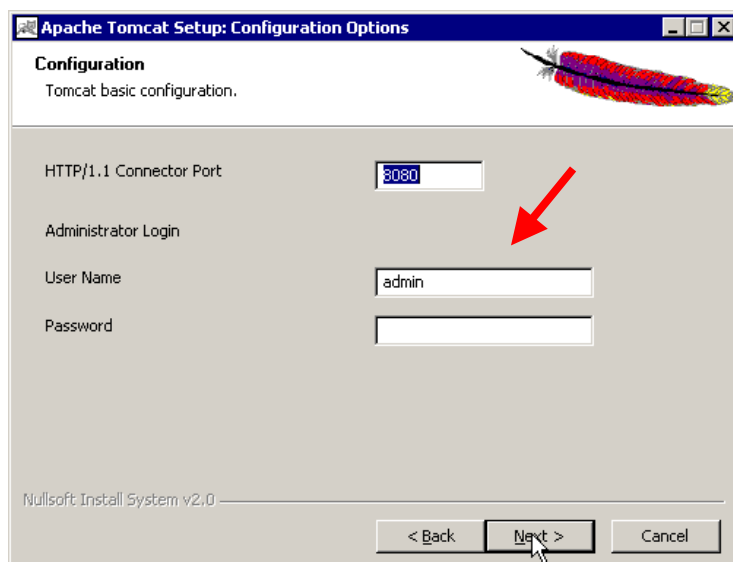 Apache Tomcat Setup: Configuration Options
Configuration
Tomcat basic configuration.
HTTP/1.1 Connector Port 8080
Administrator Login
User Name admin
Password
Nullsoft Install System v2.0
< Back Next > Cancel